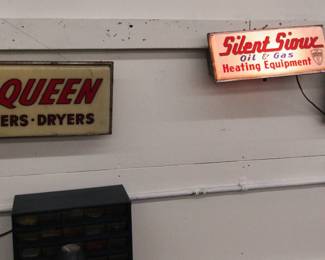 QUEEN
ERS · DRYERS
Silent Sioux
Oil & Gas
Heating Equipment